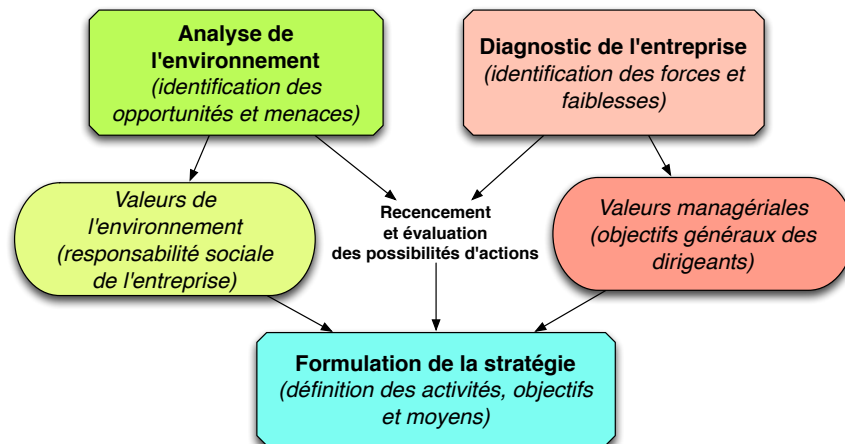 Analyse de
l'environnement
(identification des
opportunités et menaces)
Diagnostic de l'entreprise
(identification des forces et
faiblesses)
Valeurs de
l'environnement
(responsabilité sociale
de l'entreprise)
Recencement
et évaluation
des possibilités d'actions
Valeurs managériales
(objectifs généraux des
dirigeants)
Formulation de la stratégie
(définition des activités, objectifs
et moyens)